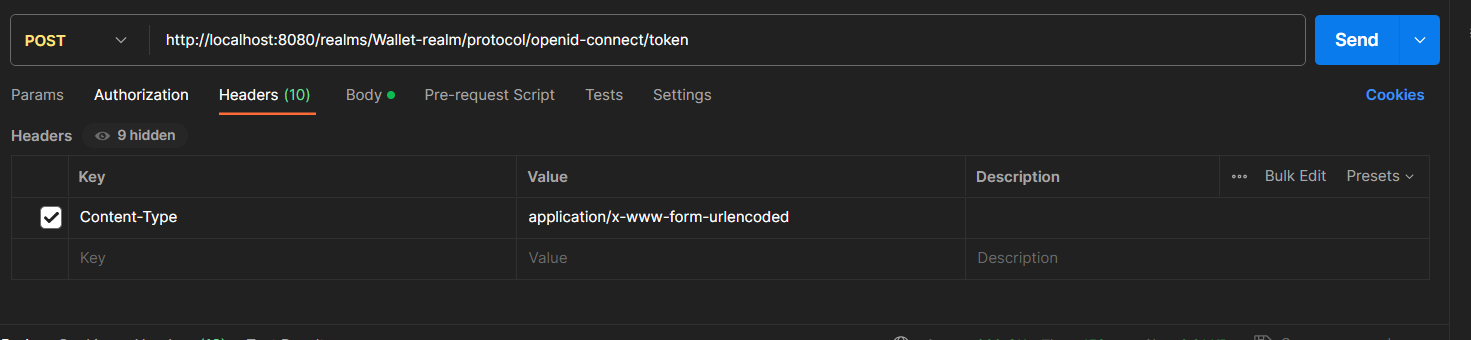 POST http://localhost:8080/realms/Wallet-realm/protocol/openid-connect/token Send
Params Authorization Headers (10) Body Pre-request Script Tests Settings Cookies
Headers 9 hidden
Key Value Description Bulk Edit Presets
Content-Type application/x-www-form-urlencoded
Key Value Description